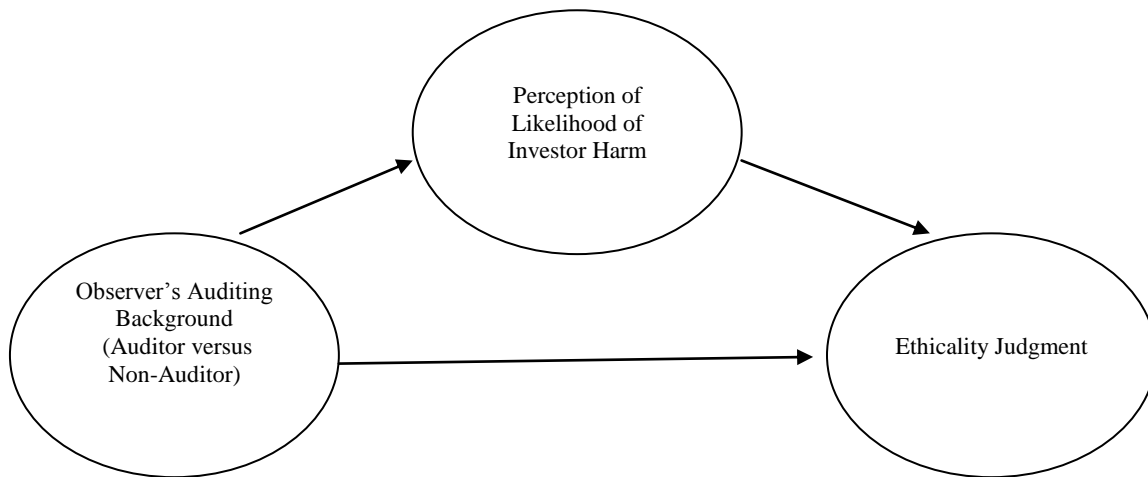 Perception of
Likelihood of
Investor Harm
Observer’s Auditing
Background
(Auditor versus
Non-Auditor)
Ethicality Judgment